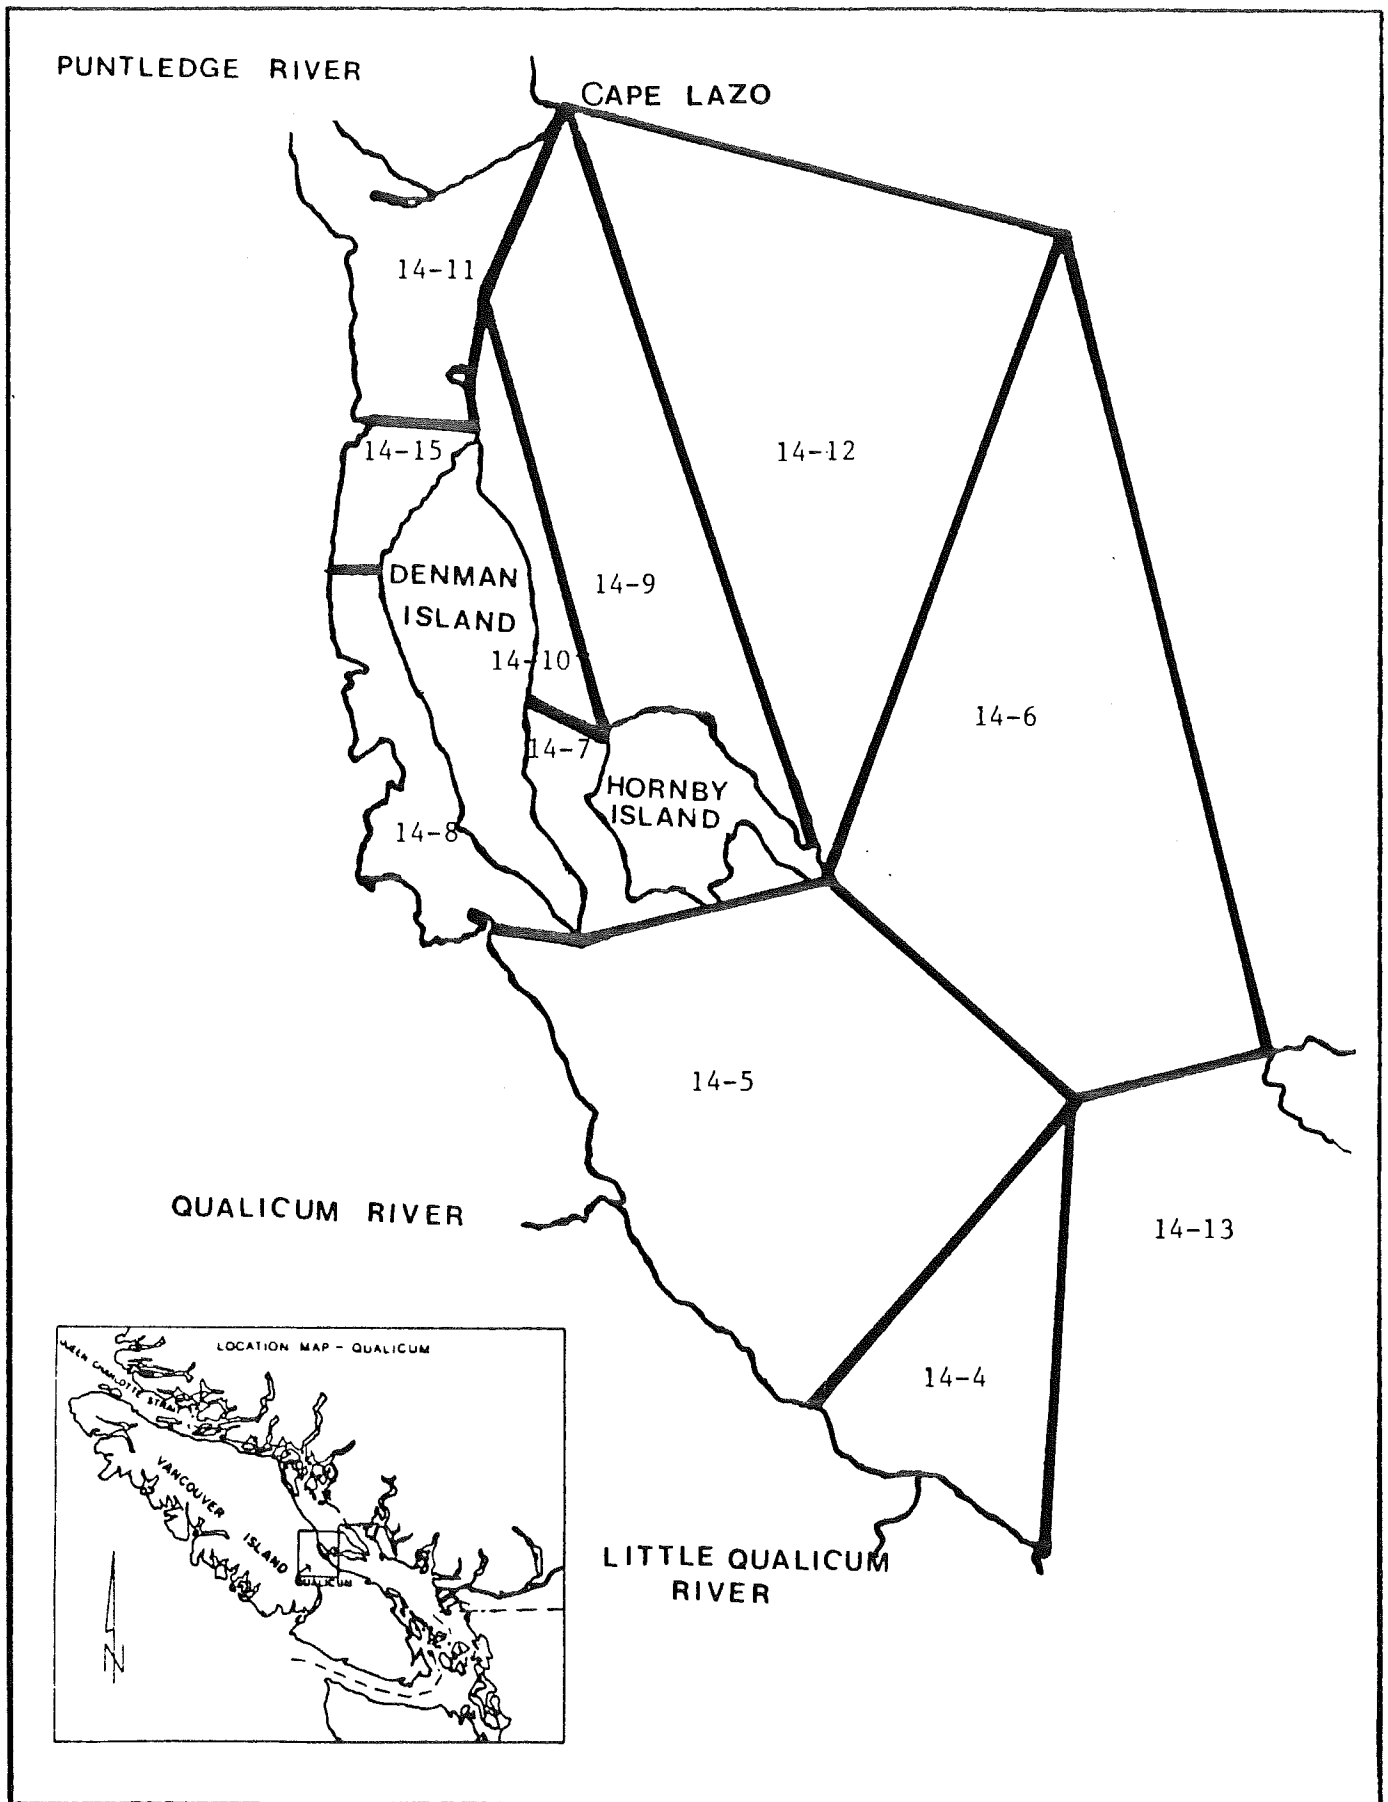 PUNTLEDGE RIVER
CAPE LAZO
14-11
14-15
14-12
DENMAN
ISLAND
14-9
14-10
14-6
14-7
HORNBY
ISLAND
14-8
14-5
QUALICUM RIVER
14-13
14-4
LITTLE QUALICUM
RIVER
LOCATION MAP - QUALICUM
CHARLOTTE STRAIT
VANCOUVER
ISLAND
QUALICUM
N